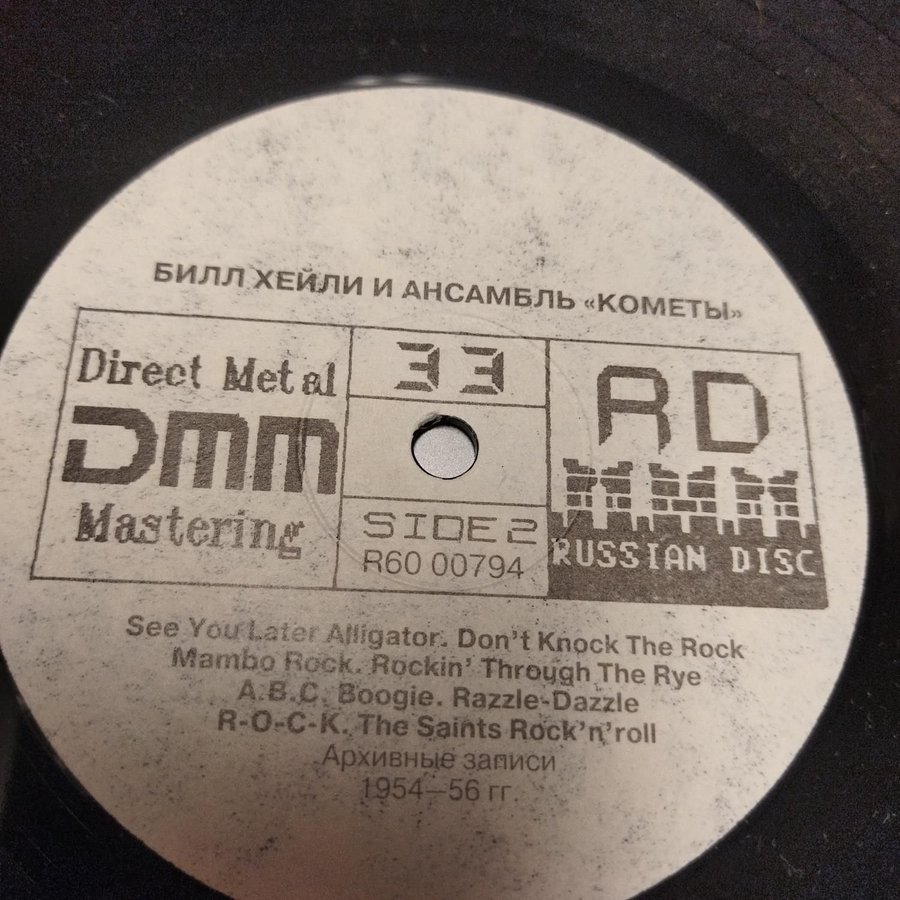 БИЛЛ ХЕЙЛИ И АНСАМБЛЬ «КОМЕТЫ»
Direct Metal
DMM
Mastering
33
SIDE 2
R60 00794
RD
RUSSIAN DISC
See You Later Alligator. Don't Knock The Rock
Mambo Rock. Rockin' Through The Rye
A.B.C. Boogie. Razzle-Dazzle
R-O-C-K. The Saints Rock'n'roll
Архивные записи
1954—56 гг.